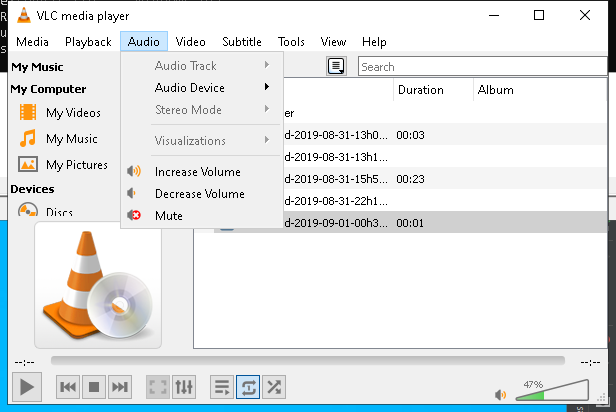 VLC media player
Media Playback Audio Video Subtitle Tools View Help
My Music
My Computer
My Videos
My Music
My Pictures
Devices
Discs
Audio Track
Audio Device
Stereo Mode
Visualizations
Increase Volume
Decrease Volume
Mute
Search
Duration Album
er
d-2019-08-31-13h0... 00:03
d-2019-08-31-13h1...
d-2019-08-31-15h5... 00:23
d-2019-08-31-22h1...
d-2019-09-01-00h3... 00:01
--:-- --:--
47%